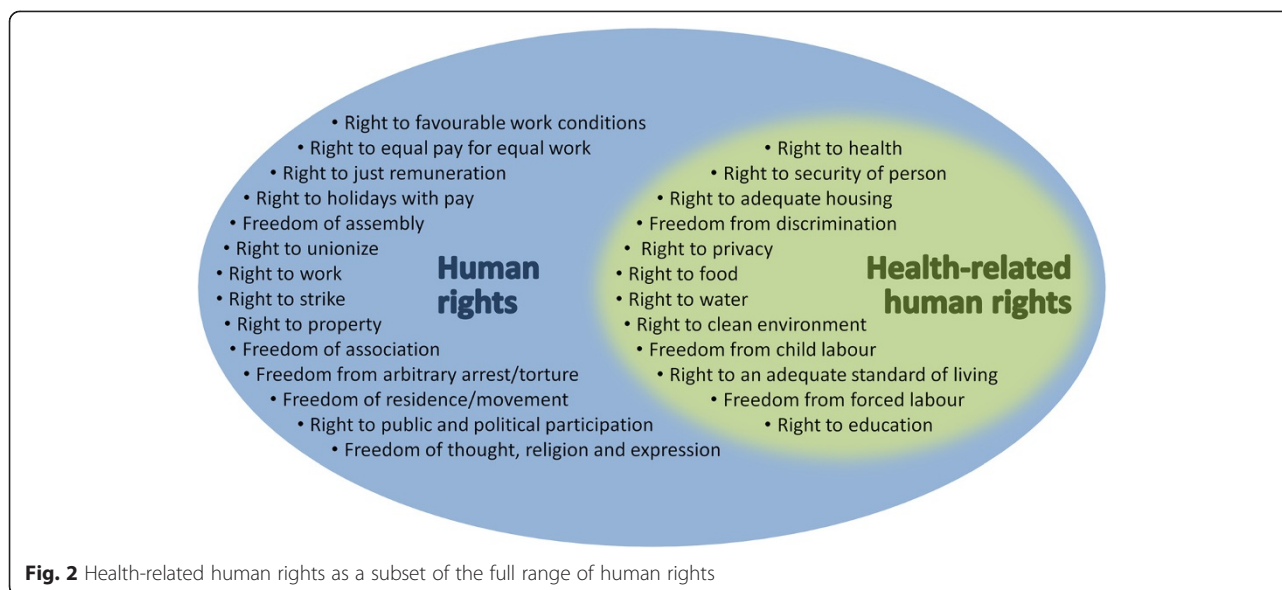 • Right to favourable work conditions
• Right to equal pay for equal work
• Right to just remuneration
• Right to holidays with pay
• Freedom of assembly
• Right to unionize
• Right to work
• Right to strike
• Right to property
• Freedom of association
• Freedom from arbitrary arrest/torture
• Freedom of residence/movement
• Right to public and political participation
• Freedom of thought, religion and expression
Human
rights
• Right to health
• Right to security of person
• Right to adequate housing
• Freedom from discrimination
• Right to privacy
• Right to food
• Right to water
• Right to clean environment
• Freedom from child labour
• Right to an adequate standard of living
• Freedom from forced labour
• Right to education
Health-related
human rights
Fig. 2 Health-related human rights as a subset of the full range of human rights